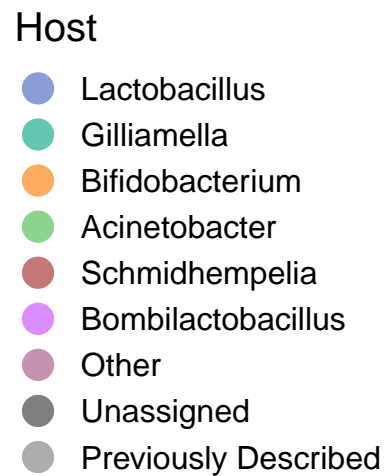 Host
Lactobacillus
Gilliamella
Bifidobacterium
Acinetobacter
Schmidhempelia
Bombilactobacillus
Other
Unassigned
Previously Described